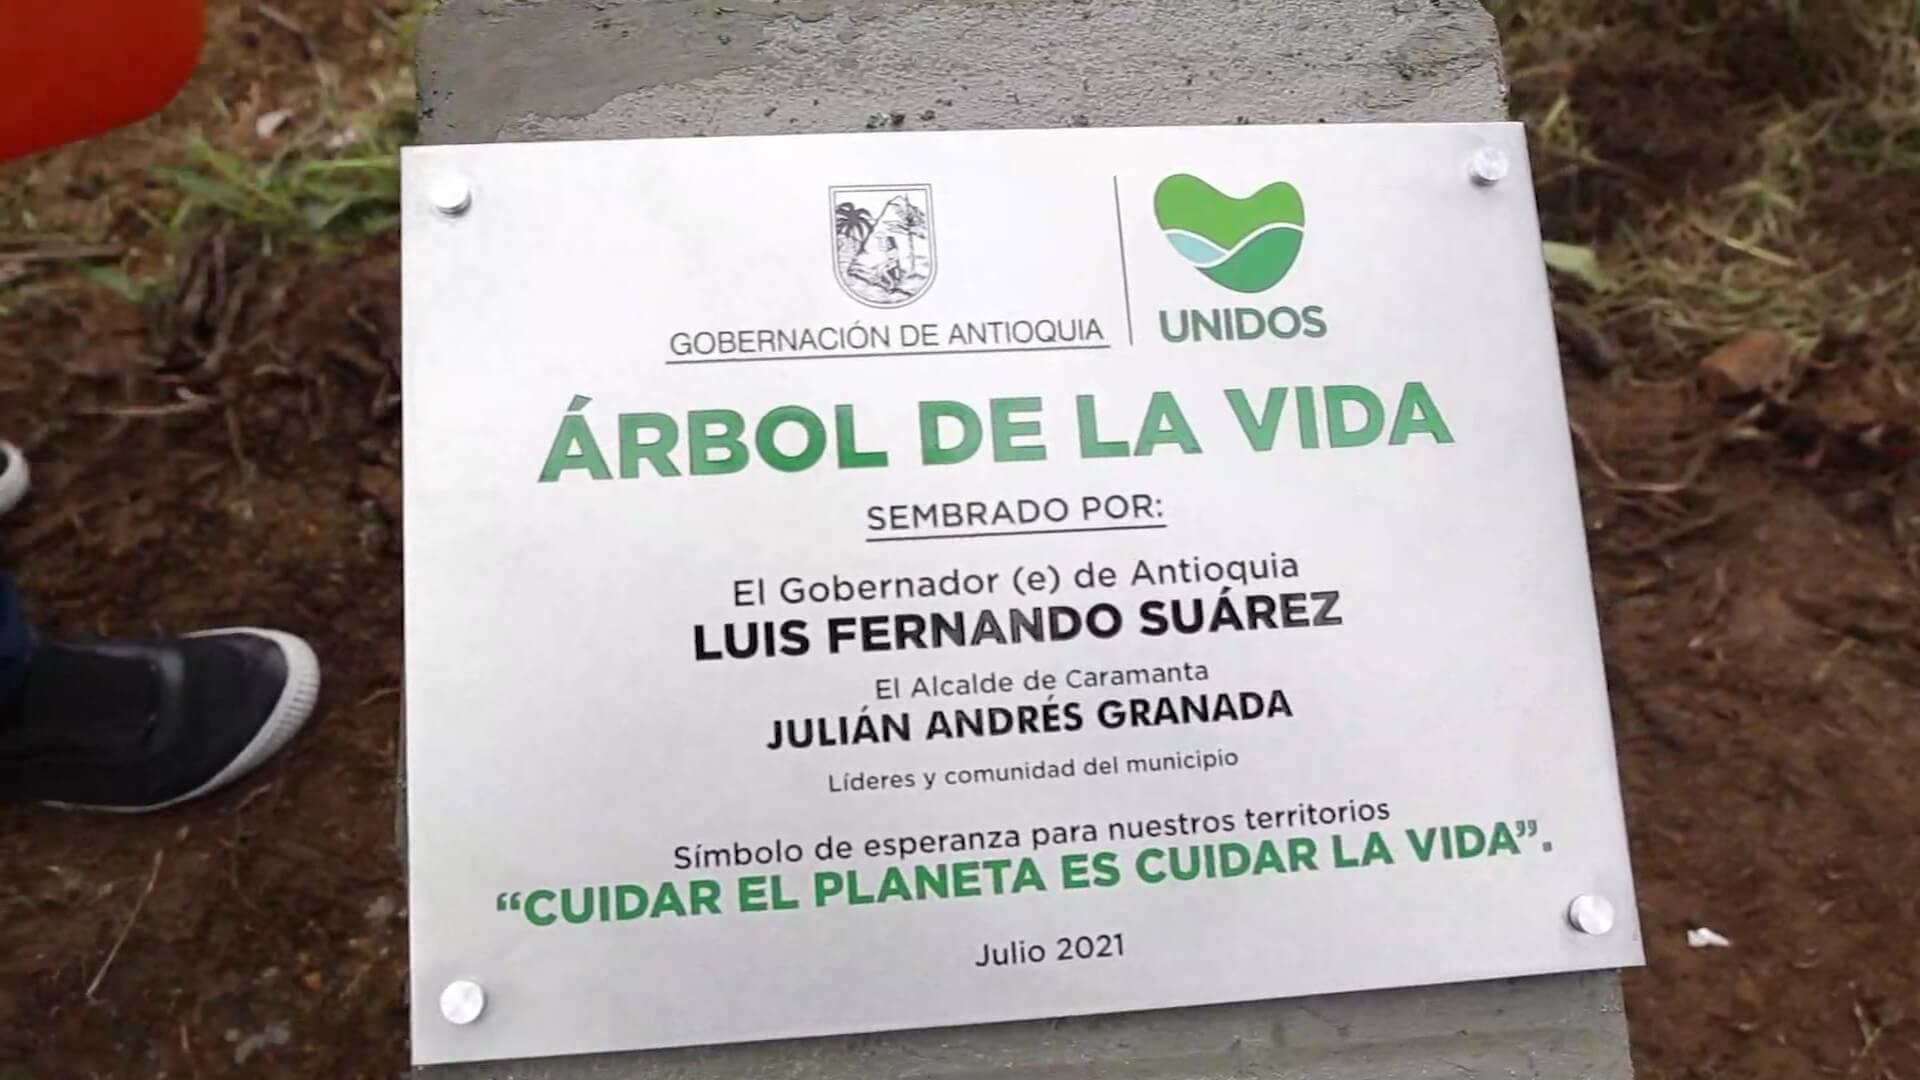 GOBERNACIÓN DE ANTIOQUIA
UNIDOS
ÁRBOL DE LA VIDA
SEMBRADO POR:
El Gobernador (e) de Antioquia
LUIS FERNANDO SUÁREZ
El Alcalde de Caramanta
JULIÁN ANDRÉS GRANADA
Líderes y comunidad del municipio
Símbolo de esperanza para nuestros territorios
“CUIDAR EL PLANETA ES CUIDAR LA VIDA”.
Julio 2021